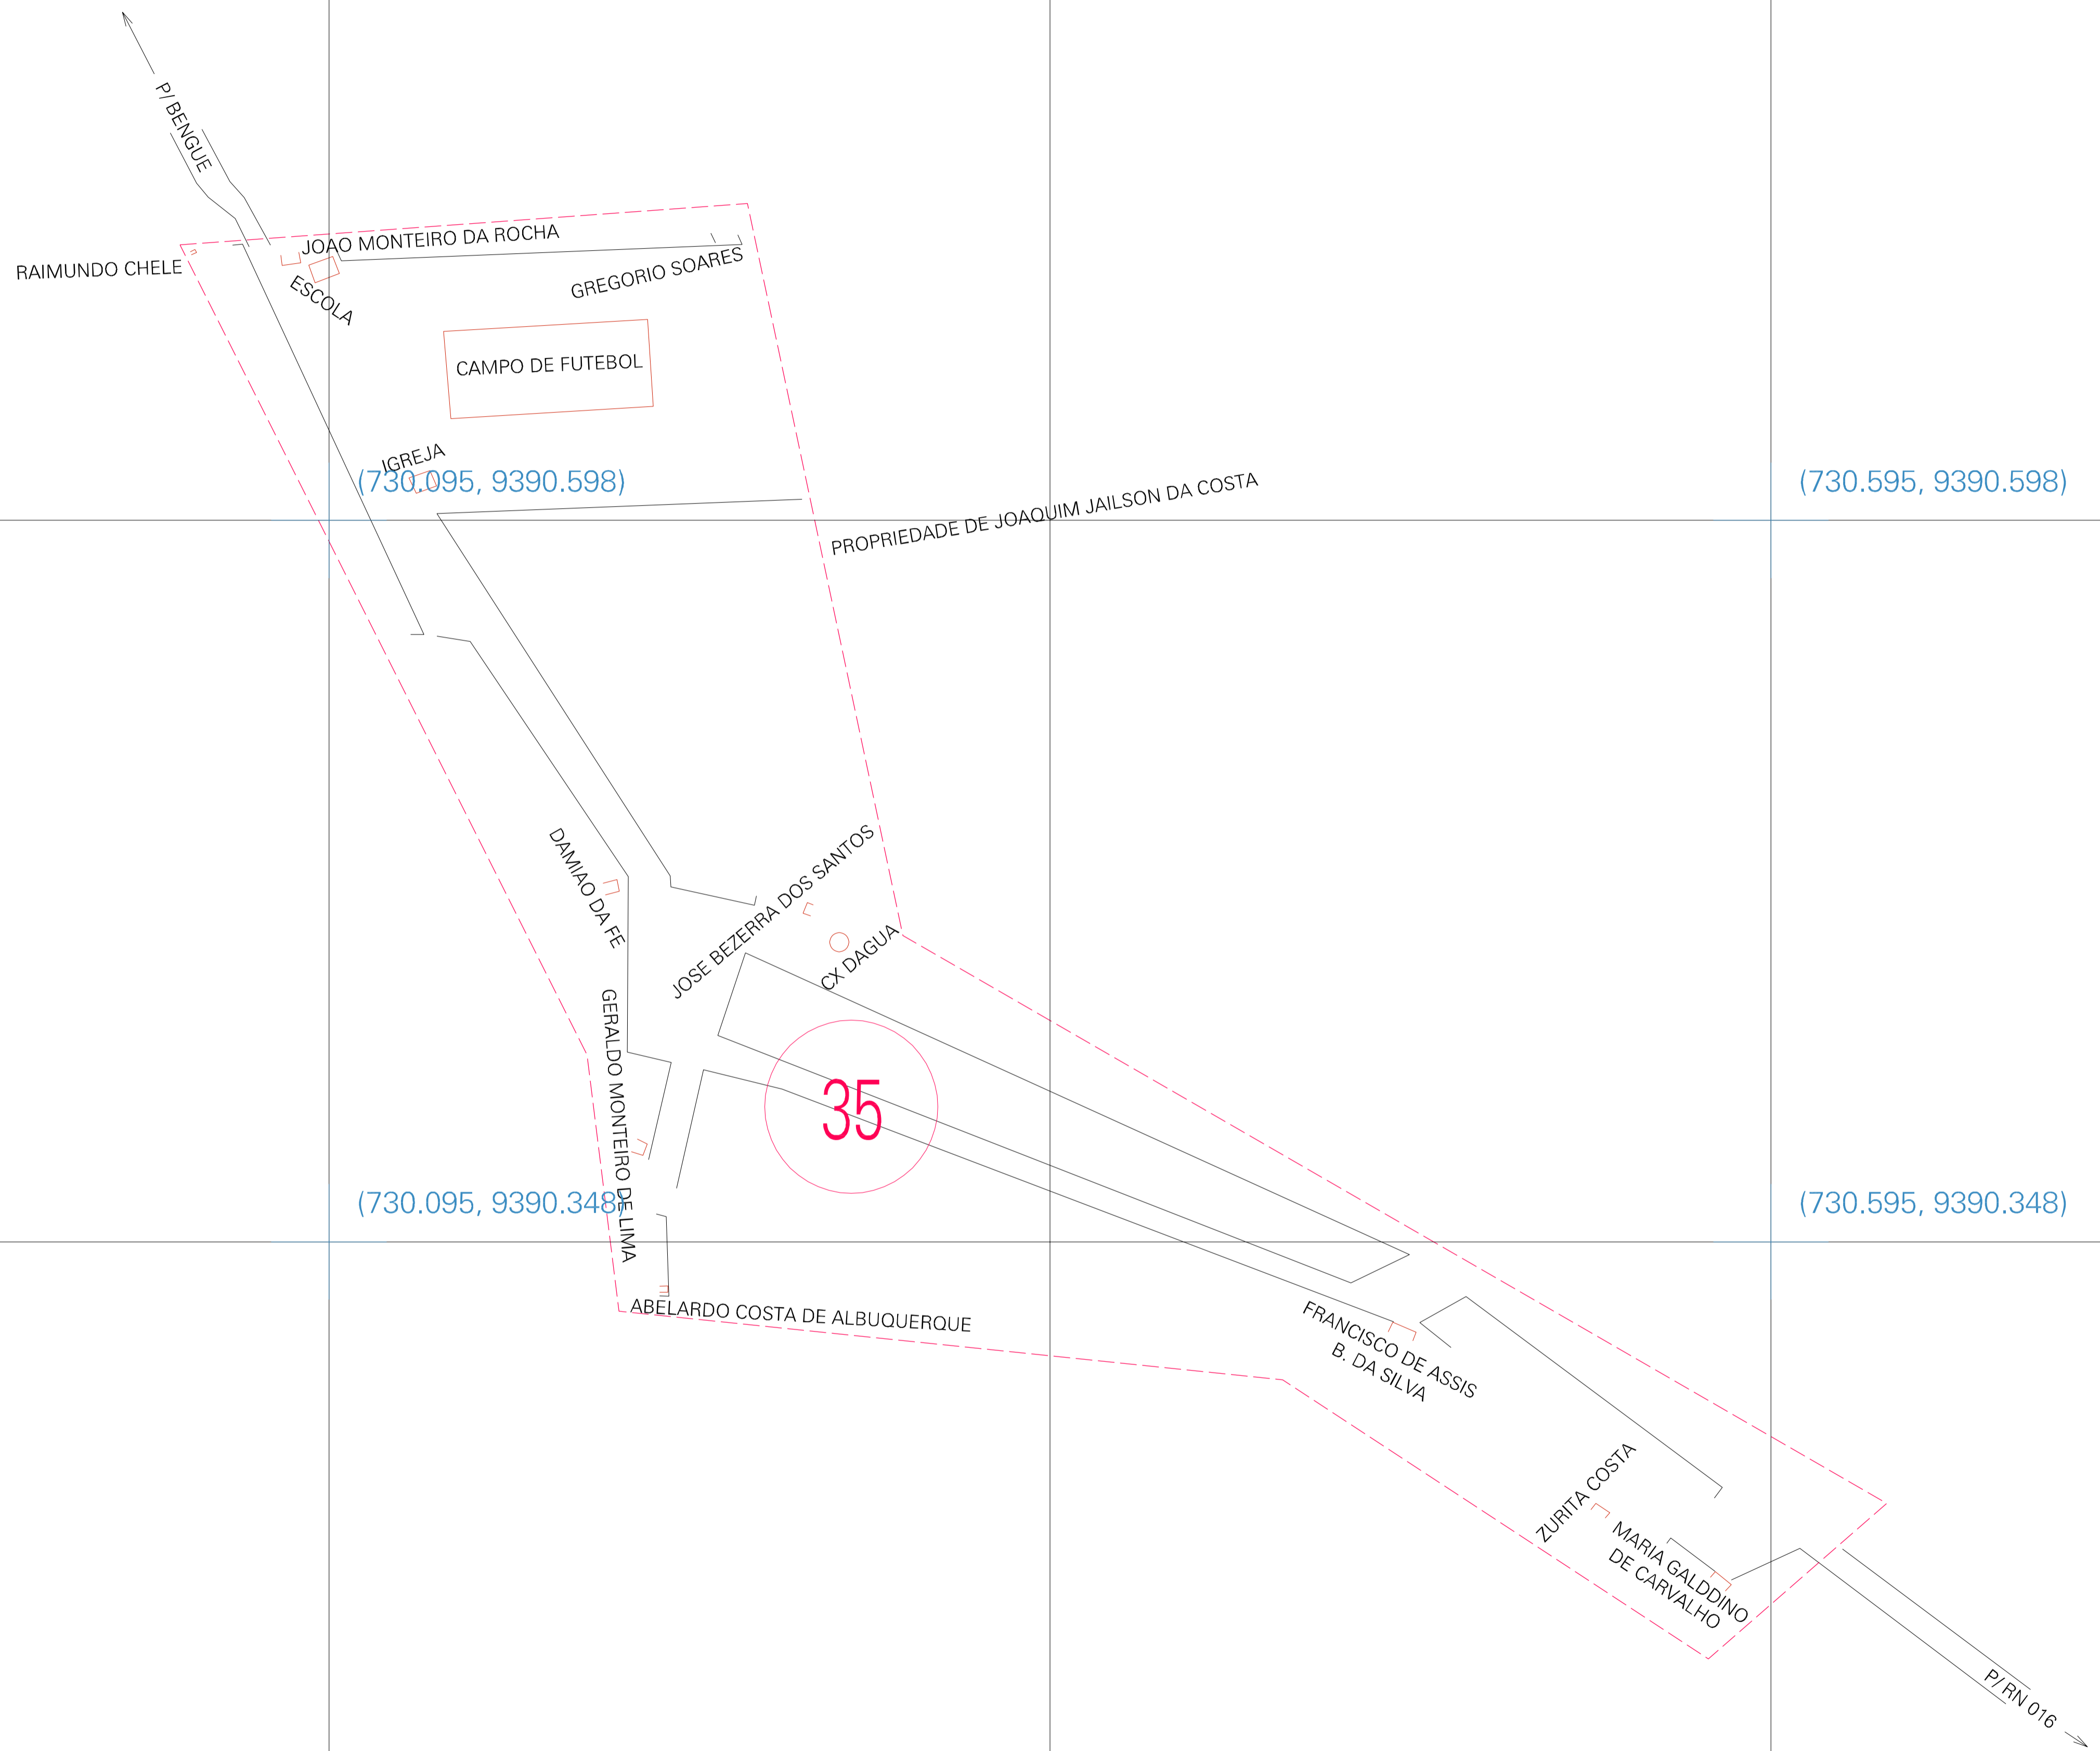 P/ BENGUE
JOAO MONTEIRO DA ROCHA
RAIMUNDO CHELE
GREGORIO SOARES
ESCOLA
CAMPO DE FUTEBOL
IGREJA
(730.095, 9390.598)
(730.595, 9390.598)
PROPRIEDADE DE JOAQUIM JAILSON DA COSTA
DAMIAO DA FE
JOSE BEZERRA DOS SANTOS
CX DAGUA
GERALDO MONTEIRO DE LIMA
35
(730.095, 9390.348)
(730.595, 9390.348)
ABELARDO COSTA DE ALBUQUERQUE
FRANCISCO DE ASSIS
B. DA SILVA
ZURITA COSTA
MARIA GALDDINO
DE CARVALHO
P/ RN 016